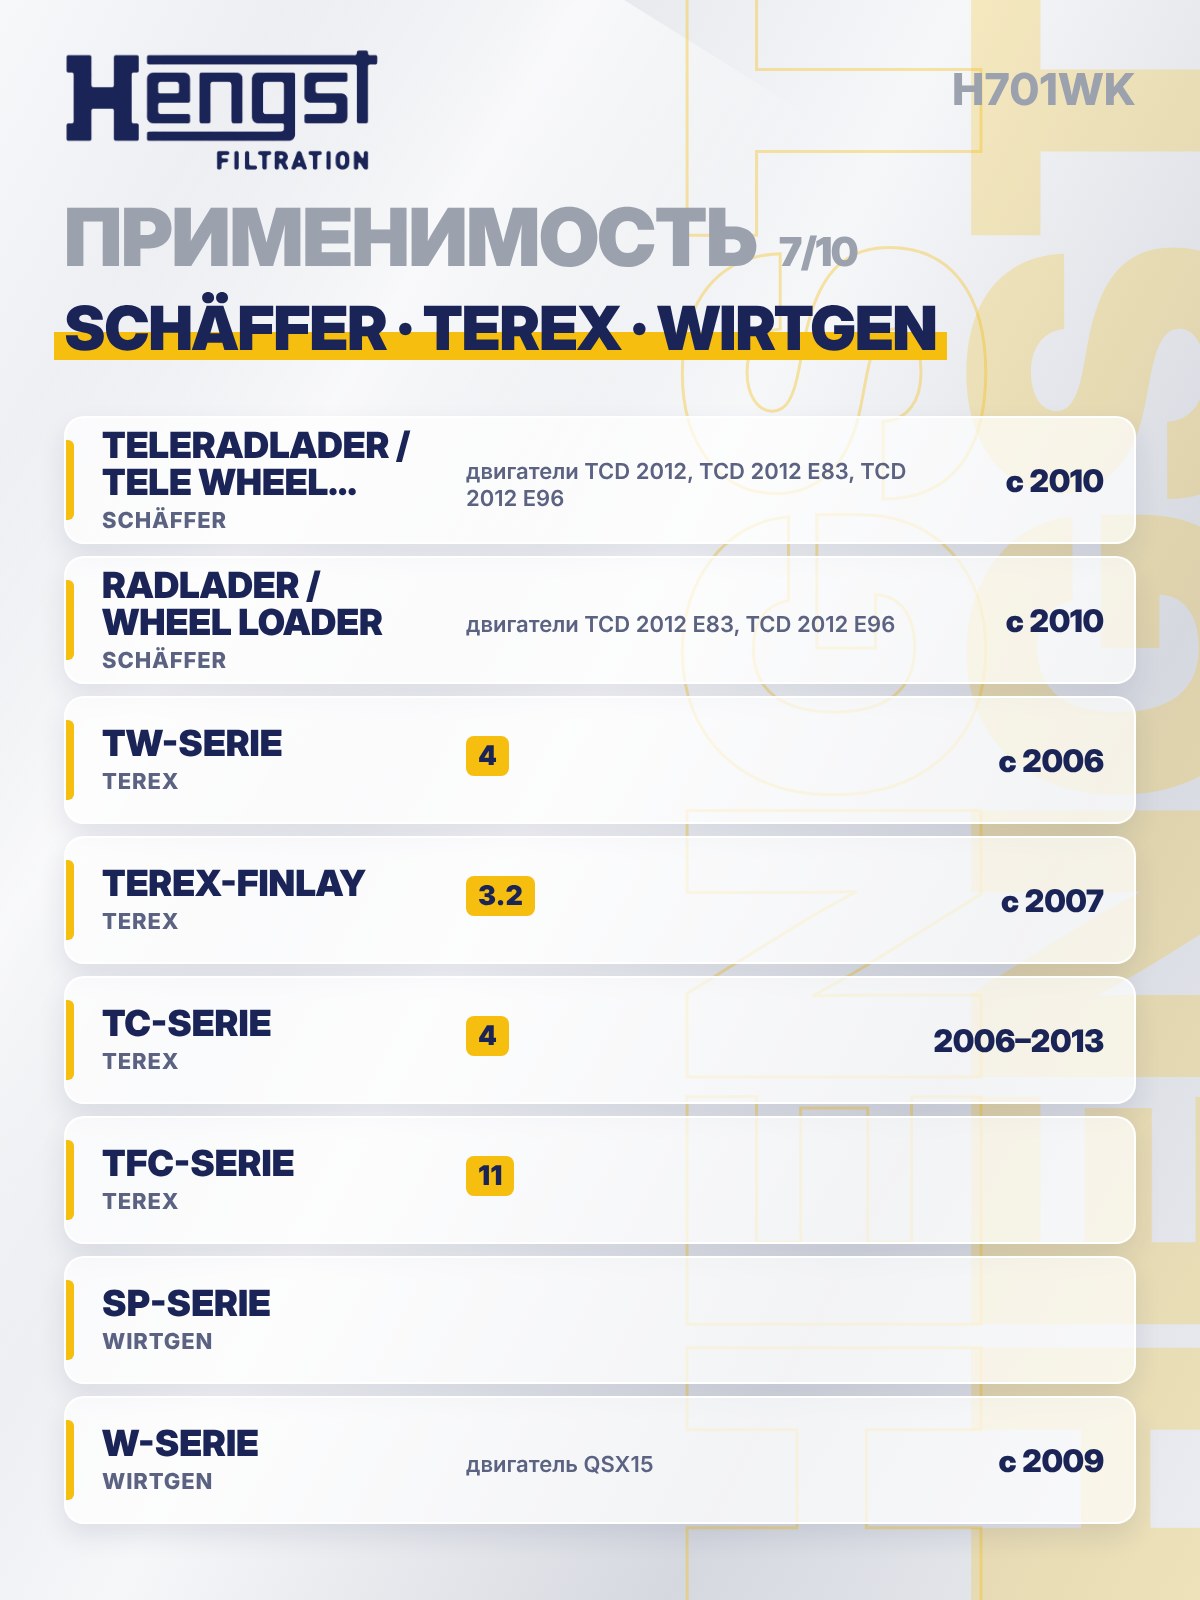 Hengst
FILTRATION
H701WK
ПРИМЕНИМОСТЬ 7/10
SCHÄFFER · TEREX · WIRTGEN
TELERADLADER /
TELE WHEEL...
SCHÄFFER
двигатели TCD 2012, TCD 2012 E83, TCD
2012 E96
с 2010
RADLADER /
WHEEL LOADER
SCHÄFFER
двигатели TCD 2012 E83, TCD 2012 E96
с 2010
TW-SERIE
TEREX
4
с 2006
TEREX-FINLAY
TEREX
3.2
с 2007
TC-SERIE
TEREX
4
2006–2013
TFC-SERIE
TEREX
11
SP-SERIE
WIRTGEN
W-SERIE
WIRTGEN
двигатель QSX15
с 2009
HENGST
HENGST